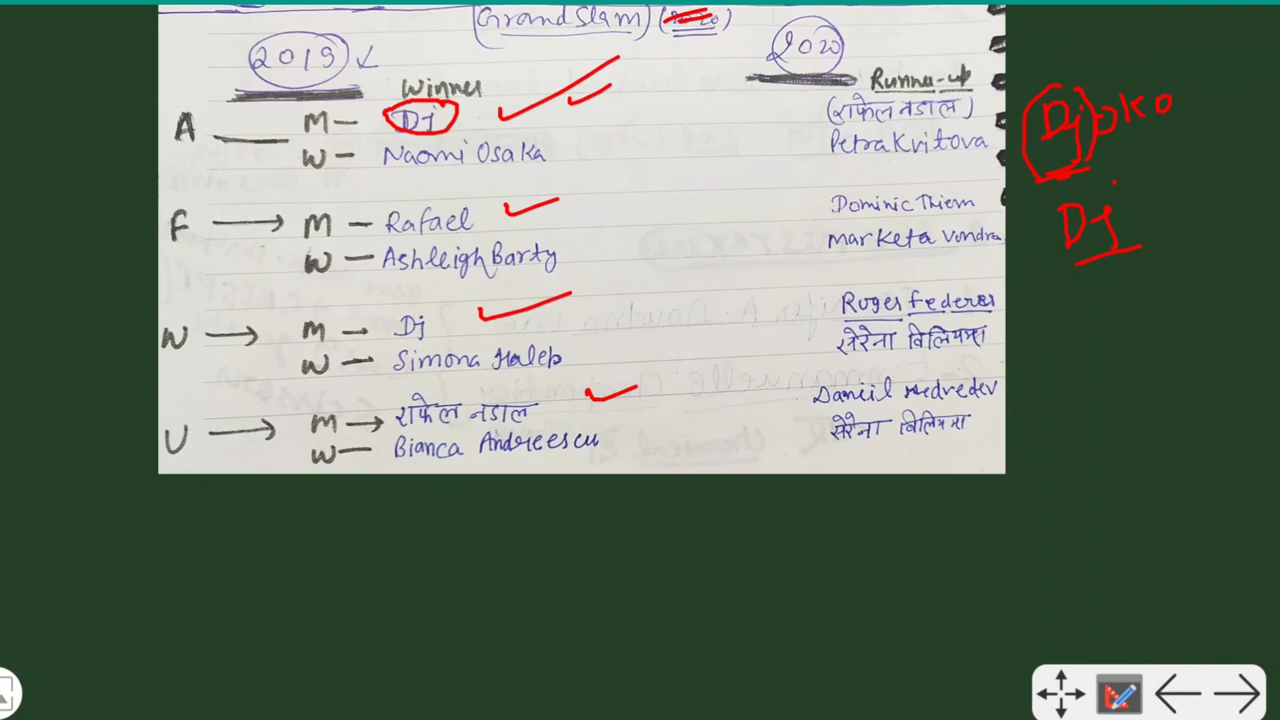 Grand Slam (2020)
2019
2020
Winner
Runner-up
A M - Dj (राफेल नडाल)
W - Naomi Osaka Petra Kvitova
F → M - Rafael Dominic Thiem
W - Ashleigh Barty Marketa Vondra
W → M → Dj Roger Federer
W - Simona Halep सेरेना विलियम्स
U → M → राफेल नडाल Daniil medvedev
W - Bianca Andreescu सेरेना विलियम्स
Djoko
Dj